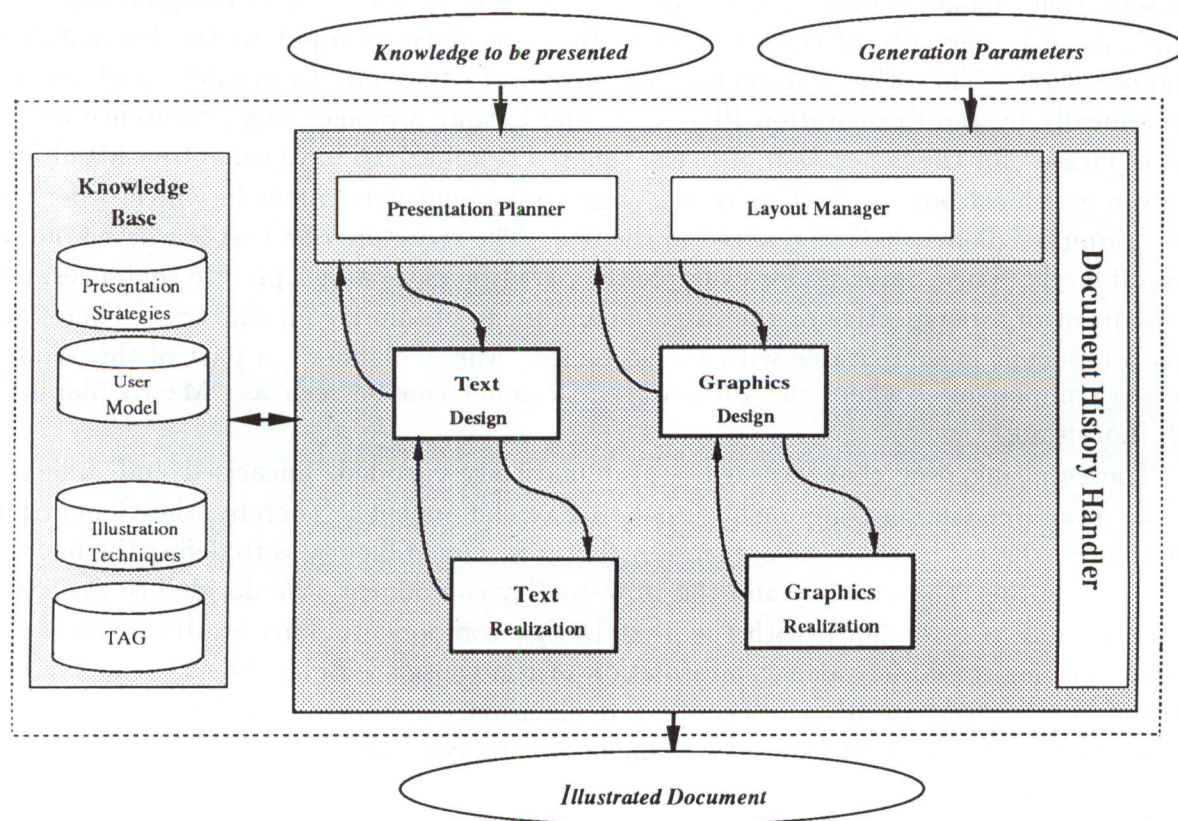 Knowledge to be presented
Generation Parameters
Knowledge
Base
Presentation
Strategies
User
Model
Illustration
Techniques
TAG
Presentation Planner
Layout Manager
Text
Design
Graphics
Design
Text
Realization
Graphics
Realization
Document History Handler
Illustrated Document